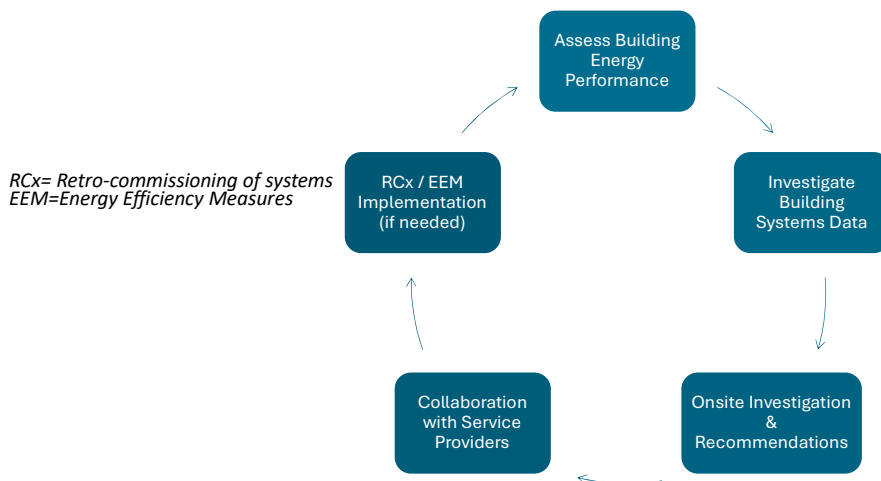 Assess Building
Energy
Performance
RCx= Retro-commissioning of systems
EEM=Energy Efficiency Measures
RCx / EEM
Implementation
(if needed)
Investigate
Building
Systems Data
Collaboration
with Service
Providers
Onsite Investigation
&
Recommendations